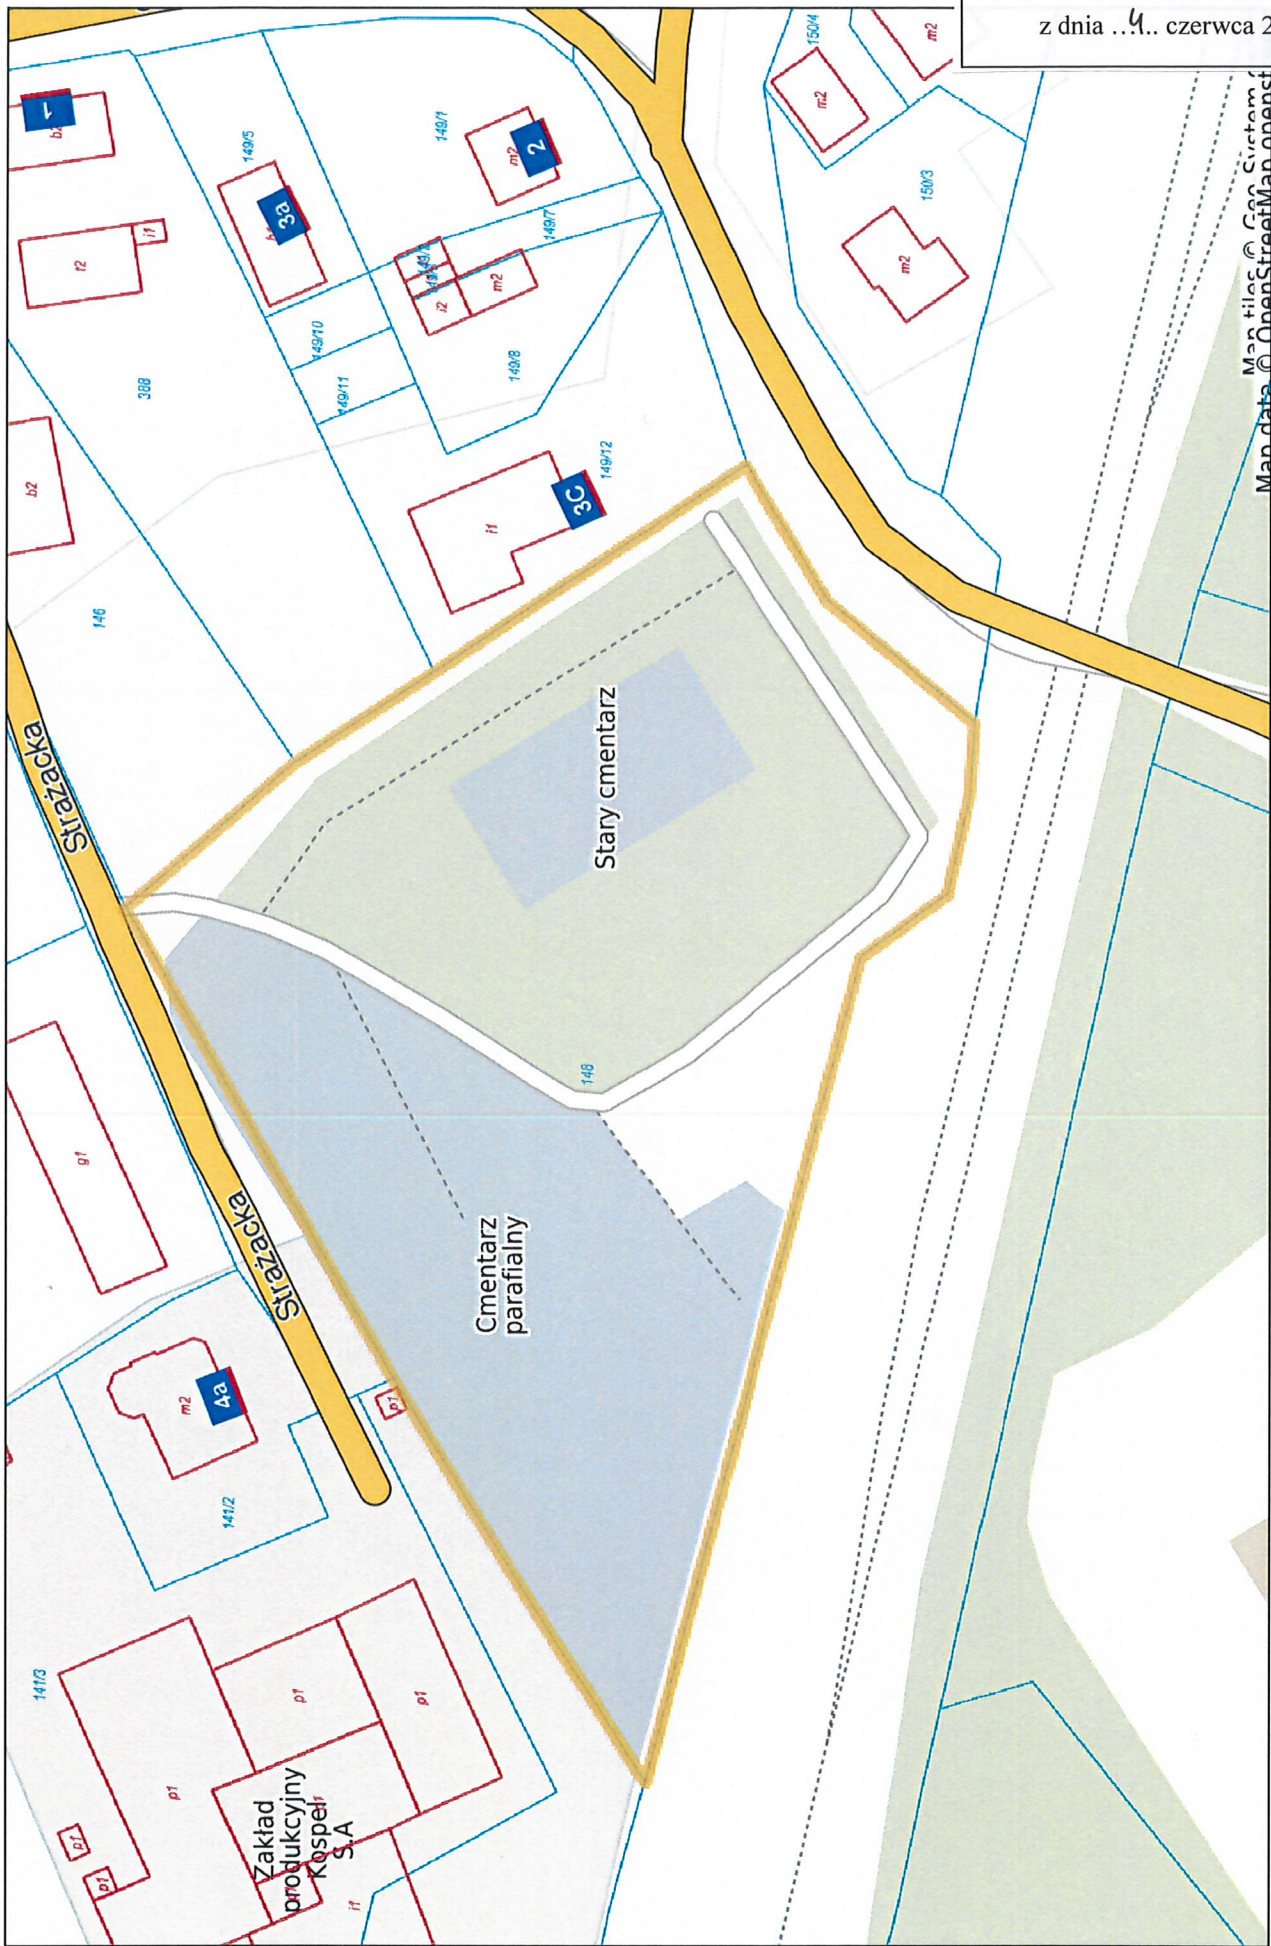 z dnia ...4... czerwca 2
Map tiles © Geo-System
Map data © OpenStreetMap openst
1
b2
i1
f2
388
b2
146
149/5
3a
149/10
149/11
149/1
m2
2
149/7
i2
m2
149/8
i1
3C
149/12
150/4
m2
m2
150/3
m2
Strażacka
Stary cmentarz
148
Cmentarz
parafialny
g1
Strażacka
m2
4a
141/2
p1
141/3
p1
p1
p1
p1
p1
i1
Zakład
produkcyjny
Kospel
S.A